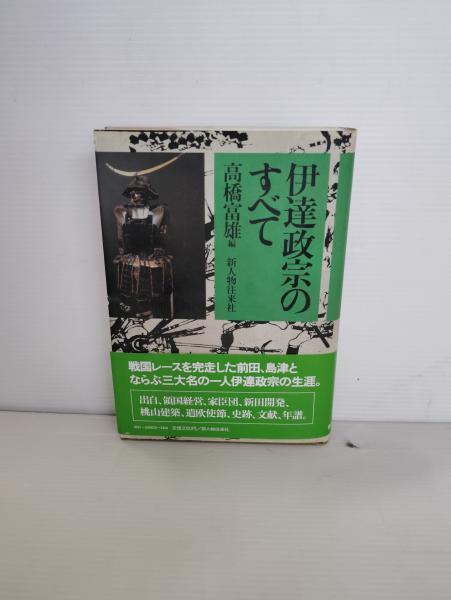 伊達政宗の
すべて
高橋富雄 編
新人物往来社
戦国レースを完走した前田、島津と
ならぶ三大名の一人伊達政宗の生涯。
出自、領国経営、家臣団、新田開発、
桃山建築、遣欧使節、史跡、文献、年譜。